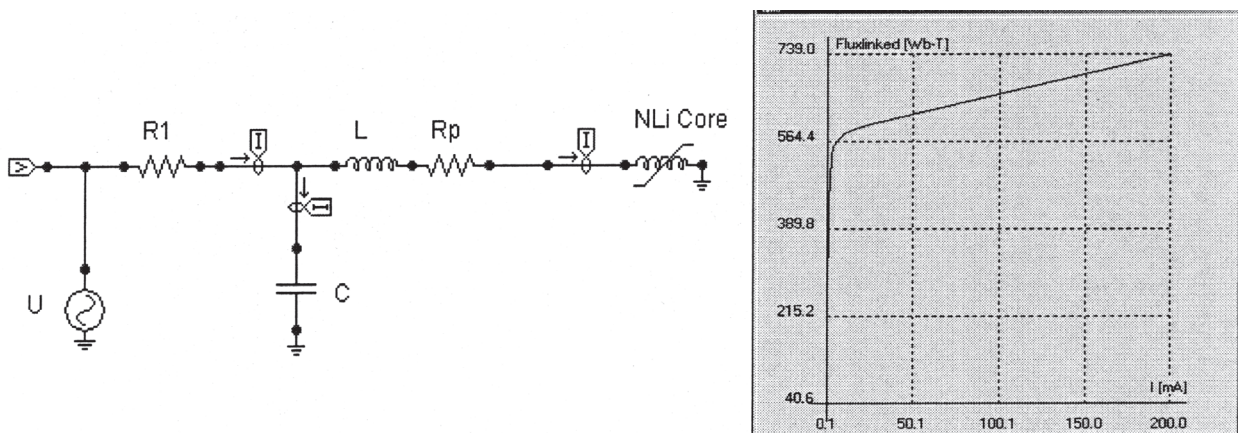 R1
I
L
Rp
I
NLi Core
V
I
U
C
Fluxlinked [Wb-T]
739.0
564.4
389.8
215.2
40.6
I [mA]
0.1
50.1
100.1
150.0
200.0